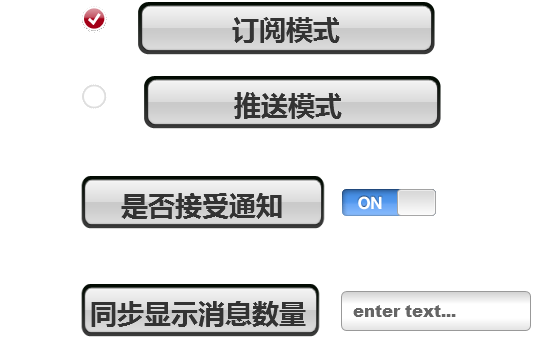 订阅模式
推送模式
是否接受通知
ON
同步显示消息数量
enter text...